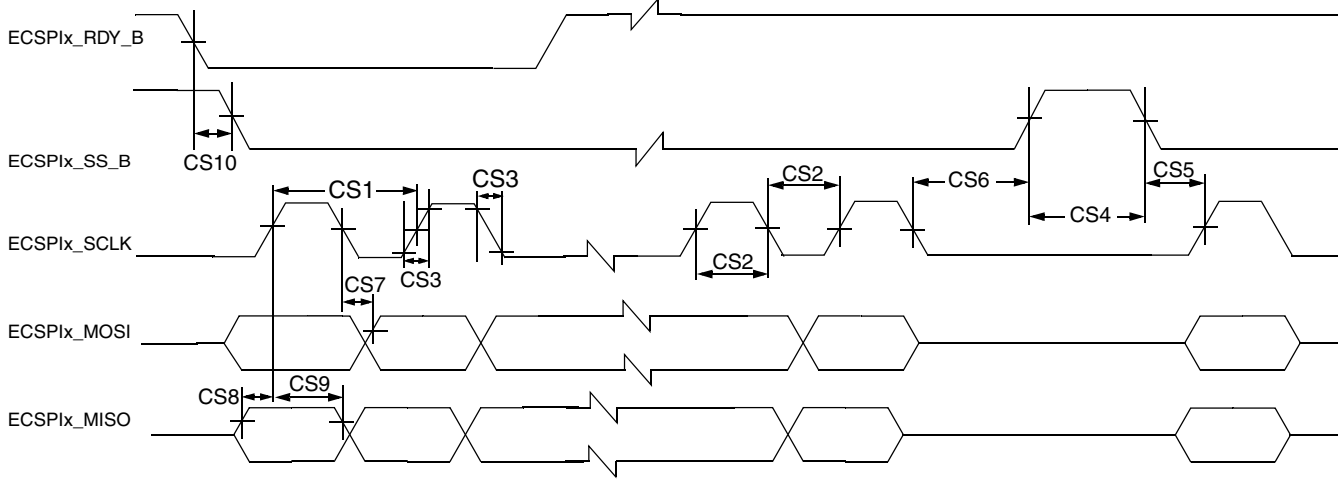 ECSPIx_RDY_B
CS10
ECSPIx_SS_B
CS1
CS3
CS2
CS6
CS5
CS4
ECSPIx_SCLK
CS3
CS2
CS7
ECSPIx_MOSI
CS8
CS9
ECSPIx_MISO